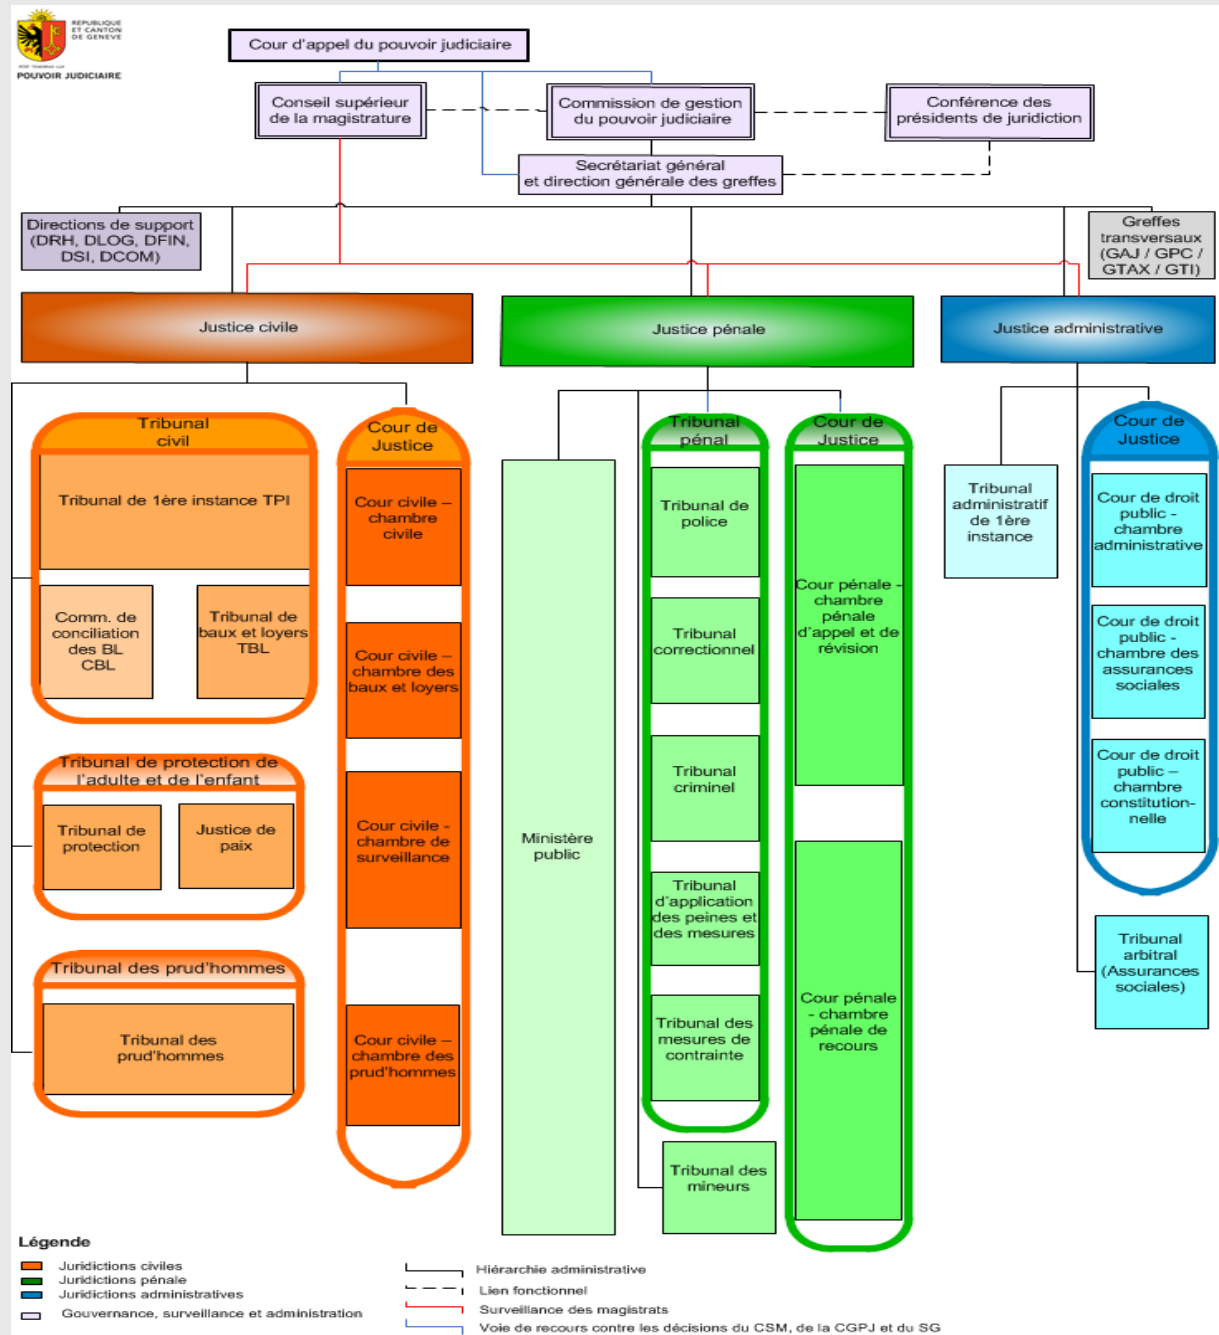 REPUBLIQUE
ET CANTON
DE GENEVE
POST TENEBRAS LUX
POUVOIR JUDICIAIRE
Cour d'appel du pouvoir judiciaire
Conseil supérieur
de la magistrature
Commission de gestion
du pouvoir judiciaire
Conférence des
présidents de juridiction
Secrétariat général
et direction générale des greffes
Directions de support
(DRH, DLOG, DFIN,
DSI, DCOM)
Greffes
transversaux
(GAJ / GPC /
GTAX / GTI)
Justice civile
Justice pénale
Justice administrative
Tribunal
civil
Tribunal de 1ère instance TPI
Comm. de
conciliation
des BL
CBL
Tribunal de
baux et loyers
TBL
Tribunal de protection de
l'adulte et de l'enfant
Tribunal de
protection
Justice de
paix
Tribunal des prud'hommes
Tribunal des
prud'hommes
Cour de
Justice
Cour civile –
chambre
civile
Cour civile –
chambre des
baux et loyers
Cour civile -
chambre de
surveillance
Cour civile –
chambre des
prud'hommes
Ministère
public
Tribunal
pénal
Tribunal de
police
Tribunal
correctionnel
Tribunal
criminel
Tribunal
d'application
des peines et
des mesures
Tribunal des
mesures de
contrainte
Tribunal des
mineurs
Cour de
Justice
Cour pénale -
chambre
pénale
d'appel et de
révision
Cour pénale
- chambre
pénale de
recours
Tribunal
administratif
de 1ère
instance
Cour de
Justice
Cour de droit
public -
chambre
administrative
Cour de droit
public -
chambre des
assurances
sociales
Cour de droit
public –
chambre
constitution-
nelle
Tribunal
arbitral
(Assurances
sociales)
Légende
Juridictions civiles
Juridictions pénale
Juridictions administratives
Gouvernance, surveillance et administration
Hiérarchie administrative
Lien fonctionnel
Surveillance des magistrats
Voie de recours contre les décisions du CSM, de la CGPJ et du SG